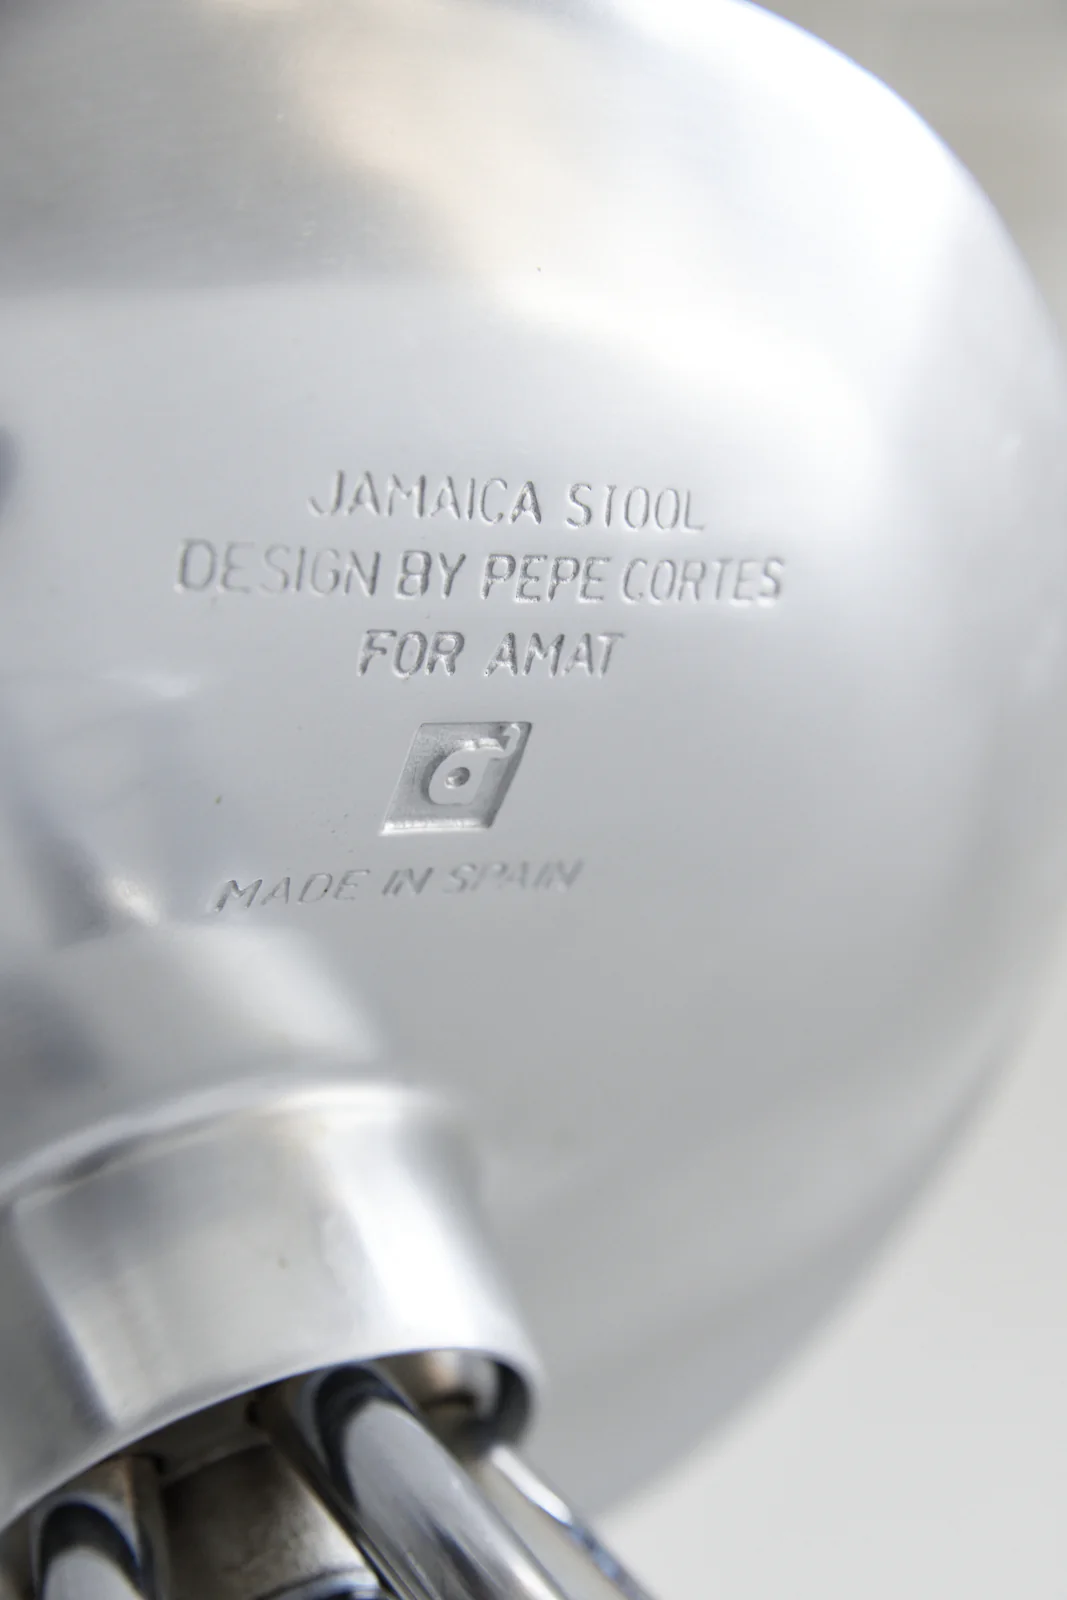 JAMAICA STOOL
DESIGN BY PEPE CORTES
FOR AMAT
a
MADE IN SPAIN